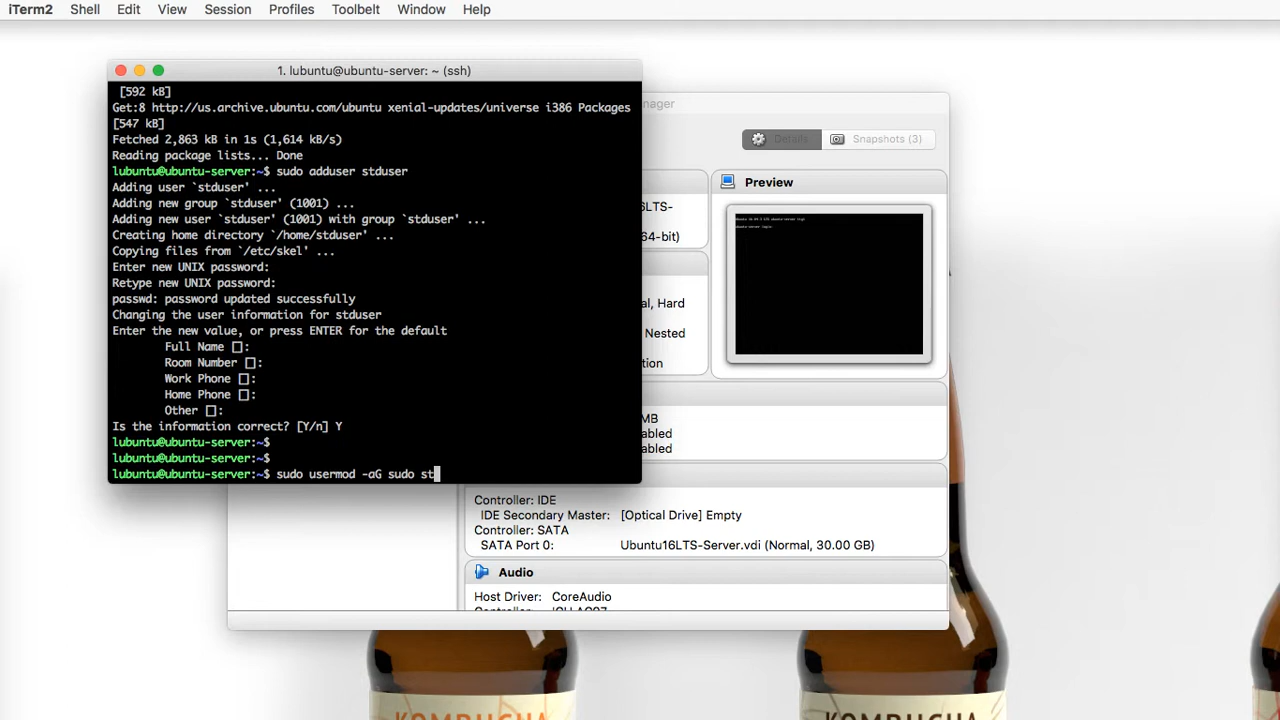 iTerm2 Shell Edit View Session Profiles Toolbelt Window Help
1. lubuntu@ubuntu-server: ~ (ssh)
[592 kB]
Get:8 http://us.archive.ubuntu.com/ubuntu xenial-updates/universe i386 Packages
[547 kB]
Fetched 2,863 kB in 1s (1,614 kB/s)
Reading package lists... Done
lubuntu@ubuntu-server:~$ sudo adduser stduser
Adding user `stduser' ...
Adding new group `stduser' (1001) ...
Adding new user `stduser' (1001) with group `stduser' ...
Creating home directory `/home/stduser' ...
Copying files from `/etc/skel' ...
Enter new UNIX password:
Retype new UNIX password:
passwd: password updated successfully
Changing the user information for stduser
Enter the new value, or press ENTER for the default
Full Name []:
Room Number []:
Work Phone []:
Home Phone []:
Other []:
Is the information correct? [Y/n] Y
lubuntu@ubuntu-server:~$
lubuntu@ubuntu-server:~$
lubuntu@ubuntu-server:~$ sudo usermod -aG sudo st
nager
Details Snapshots (3)
Preview
6LTS-
64-bit)
al, Hard
Nested
tion
MB
abled
abled
Controller: IDE
IDE Secondary Master: [Optical Drive] Empty
Controller: SATA
SATA Port 0: Ubuntu16LTS-Server.vdi (Normal, 30.00 GB)
Audio
Host Driver: CoreAudio
KOMBUCHA
KOMBUCHA